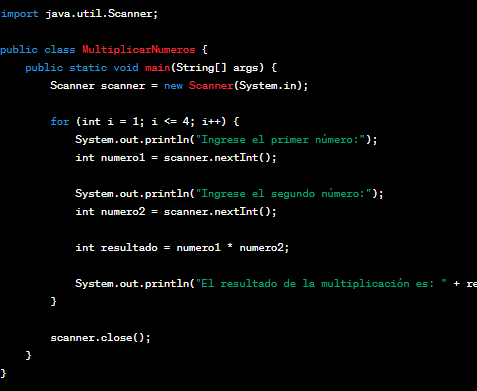 import java.util.Scanner;
public class MultiplicarNumeros {
public static void main(String[] args) {
Scanner scanner = new Scanner(System.in);
for (int i = 1; i <= 4; i++) {
System.out.println("Ingrese el primer número:");
int numero1 = scanner.nextInt();
System.out.println("Ingrese el segundo número:");
int numero2 = scanner.nextInt();
int resultado = numero1 * numero2;
System.out.println("El resultado de la multiplicación es: " + re
}
scanner.close();
}
}